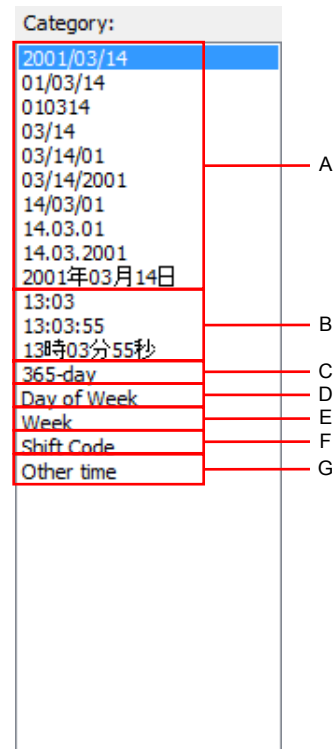 Category:
2001/03/14
01/03/14
010314
03/14
03/14/01
03/14/2001
14/03/01
14.03.01
14.03.2001
2001年03月14日
A
13:03
13:03:55
13時03分55秒
B
365-day
C
Day of Week
D
Week
E
Shift Code
F
Other time
G